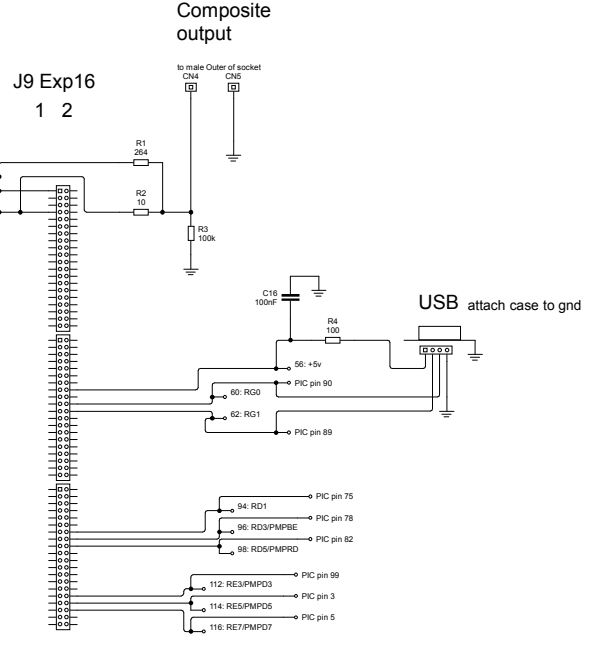 Composite
output
to male Outer of socket
CN4 CN5
J9 Exp16
1 2
R1
264
R2
10
R3
100k
C16
100nF
USB attach case to gnd
R4
100
56: +5v
PIC pin 90
60: RG0
62: RG1
PIC pin 89
PIC pin 75
94: RD1
PIC pin 78
96: RD3/PMPBE
PIC pin 82
98: RD5/PMPRD
PIC pin 99
112: RE3/PMPD3
PIC pin 3
114: RE5/PMPD5
PIC pin 5
116: RE7/PMPD7